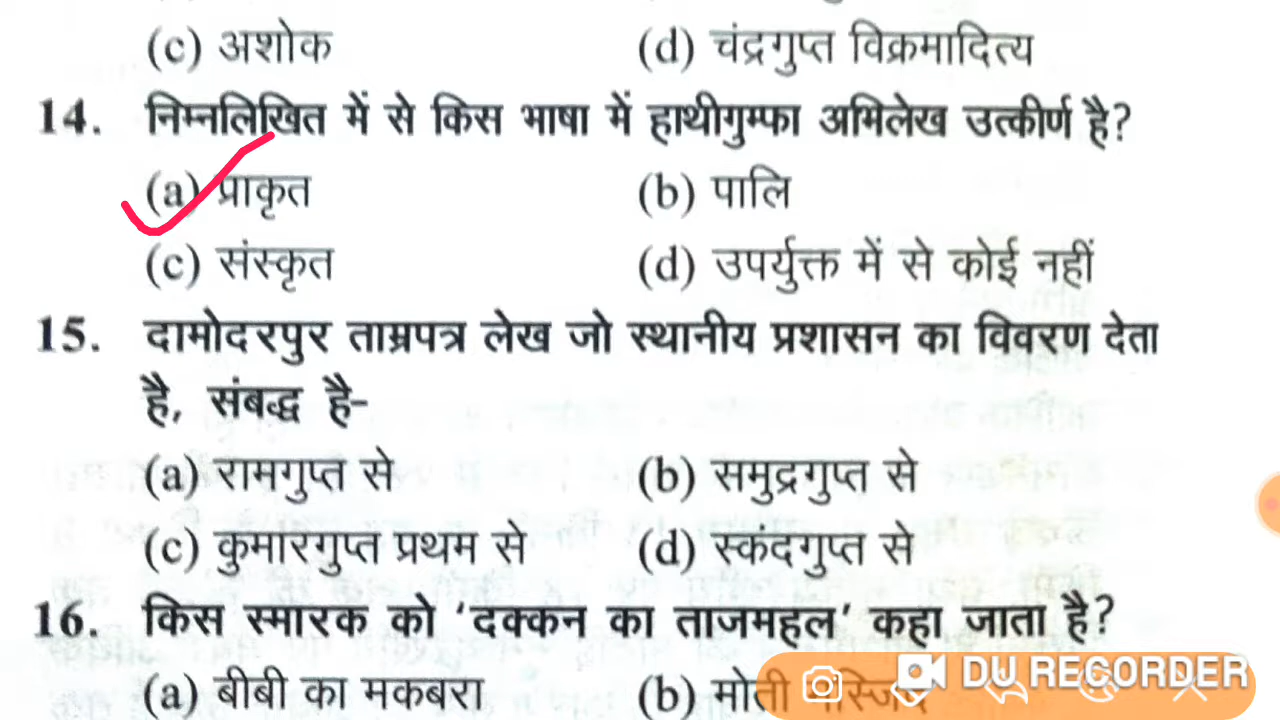 (c) अशोक (d) चंद्रगुप्त विक्रमादित्य
14. निम्नलिखित में से किस भाषा में हाथीगुम्फा अभिलेख उत्कीर्ण है?
(a) प्राकृत (b) पालि
(c) संस्कृत (d) उपर्युक्त में से कोई नहीं
15. दामोदरपुर ताम्रपत्र लेख जो स्थानीय प्रशासन का विवरण देता
है, संबद्ध है-
(a) रामगुप्त से (b) समुद्रगुप्त से
(c) कुमारगुप्त प्रथम से (d) स्कंदगुप्त से
16. किस स्मारक को 'दक्कन का ताजमहल' कहा जाता है?
(a) बीबी का मकबरा (b) मोती मस्जिद
DU RECORDER